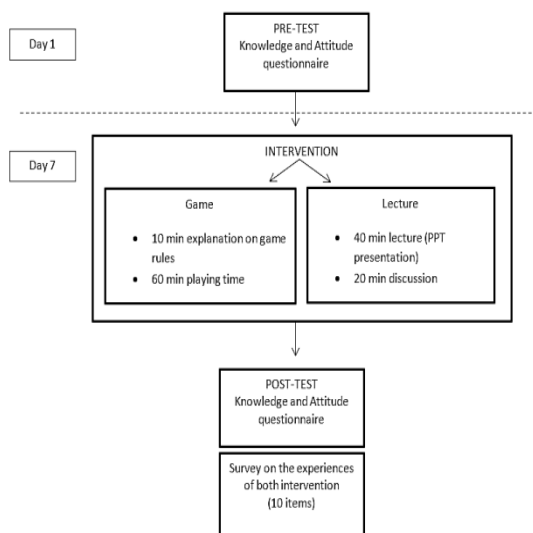 Day 1
PRE-TEST
Knowledge and Attitude
questionnaire
Day 7
INTERVENTION
Game
• 10 min explanation on game
rules
• 60 min playing time
Lecture
• 40 min lecture (PPT
presentation)
• 20 min discussion
POST-TEST
Knowledge and Attitude
questionnaire
Survey on the experiences
of both intervention
(10 items)